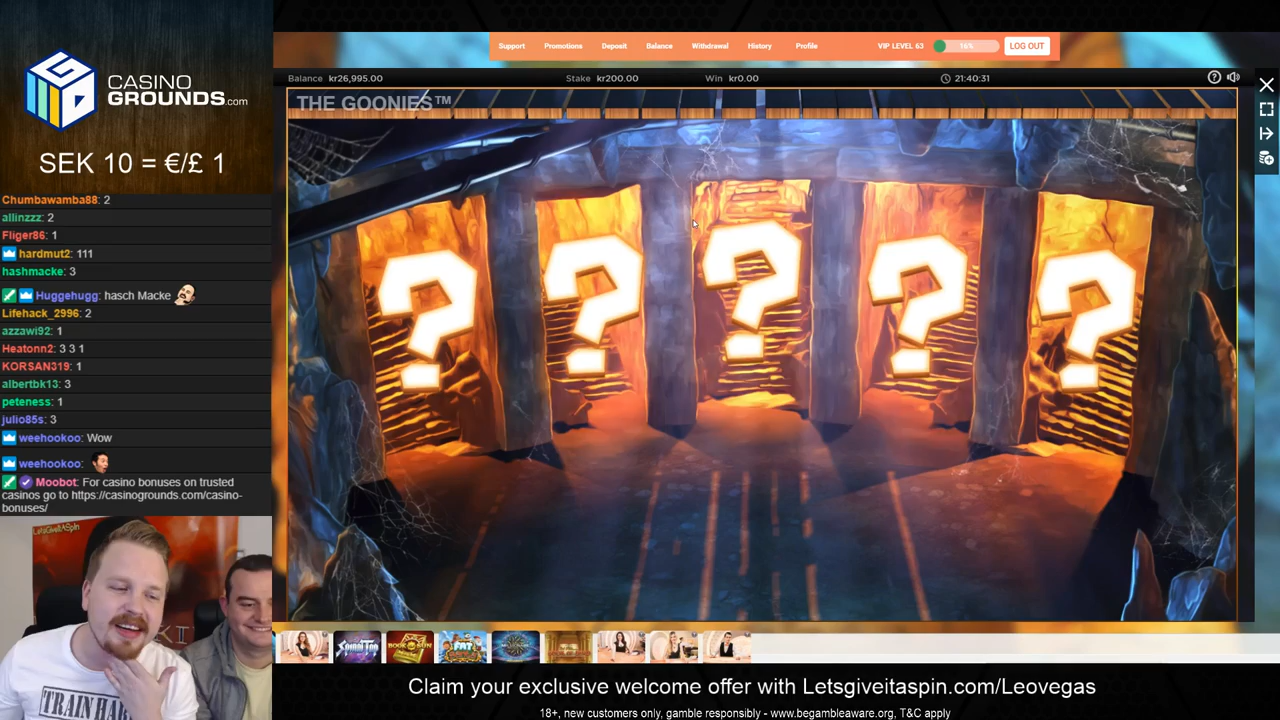 CASINO
GROUNDS.com
SEK 10 = €/£ 1
Chumbawamba88: 2
allinzzz: 2
Fliger86: 1
hardmut2: 111
hashmacke: 3
Huggehugg: hasch Macke
Lifehack_2996: 2
azzawi92: 1
Heatonn2: 3 3 1
KORSAN319: 1
albertbk13: 3
peteness: 1
julio85s: 3
weehookoo: Wow
weehookoo:
Moobot: For casino bonuses on trusted
casinos go to https://casinogrounds.com/casino-
bonuses/
LetsGiveItASpin
TRAIN HAR
Support Promotions Deposit Balance Withdrawal History Profile VIP LEVEL 63 16% LOG OUT
Balance kr26,995.00 Stake kr200.00 Win kr0.00 21:40:31
THE GOONIES™
? ? ? ? ?
Claim your exclusive welcome offer with Letsgiveitaspin.com/Leovegas
18+, new customers only, gamble responsibly - www.begambleaware.org, T&C apply